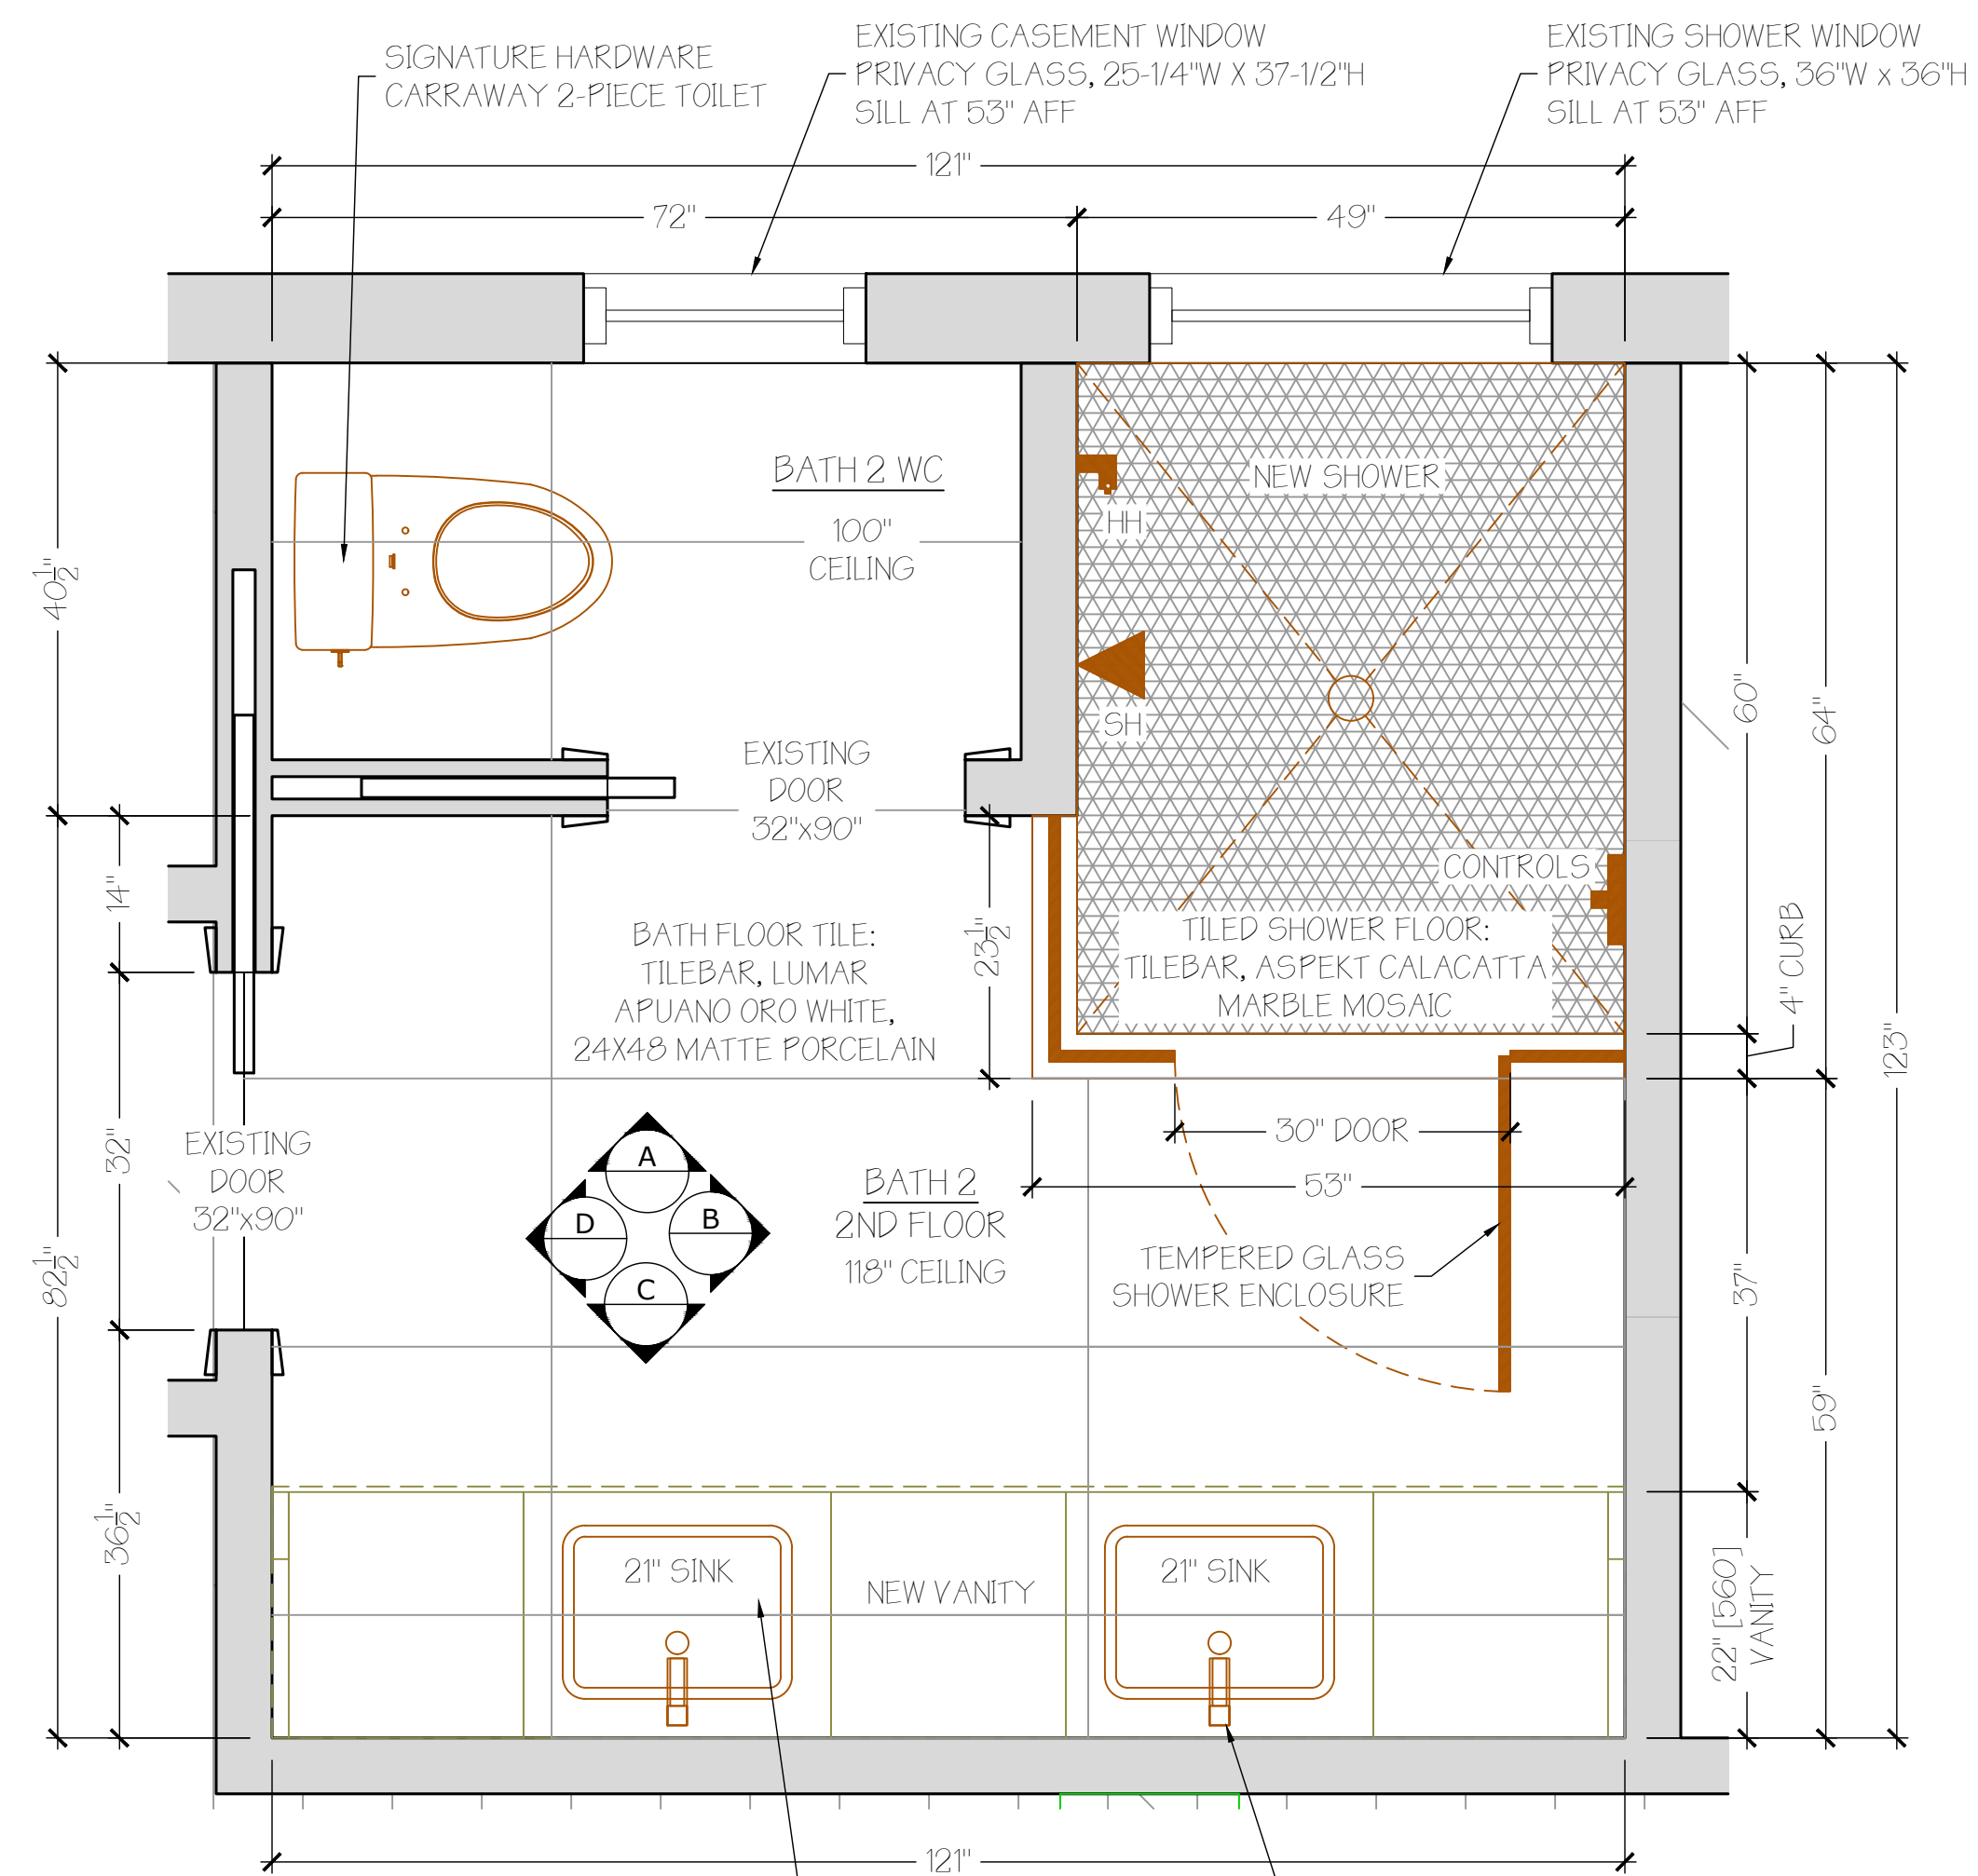 SIGNATURE HARDWARE
CARRAWAY 2-PIECE TOILET
EXISTING CASEMENT WINDOW
PRIVACY GLASS, 25-1/4"W X 37-1/2"H
SILL AT 53" AFF
EXISTING SHOWER WINDOW
PRIVACY GLASS, 36"W x 36"H
SILL AT 53" AFF
121"
72"
49"
BATH 2 WC
100"
CEILING
NEW SHOWER
HH
SH
40 1/2"
60"
64"
EXISTING
DOOR
32"x90"
CONTROLS
14"
BATH FLOOR TILE:
TILEBAR, LUMAR
APUANO ORO WHITE,
24X48 MATTE PORCELAIN
23 1/2"
TILED SHOWER FLOOR:
TILEBAR, ASPEKT CALACATTA
MARBLE MOSAIC
4" CURB
123"
32"
EXISTING
DOOR
32"x90"
A
D
B
C
BATH 2
2ND FLOOR
118" CEILING
30" DOOR
53"
TEMPERED GLASS
SHOWER ENCLOSURE
82 1/2"
37"
59"
36 1/2"
21" SINK
NEW VANITY
21" SINK
22" [560]
VANITY
121"